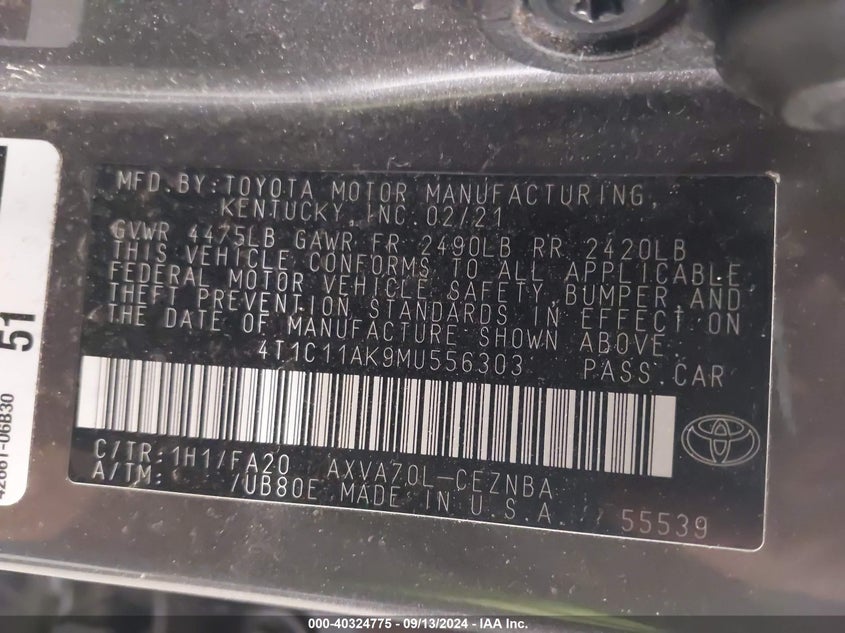 MFD.BY:TOYOTA MOTOR MANUFACTURING,
KENTUCKY,INC 02/21
GVWR 4475LB GAWR FR 2490LB RR 2420LB
THIS VEHICLE CONFORMS TO ALL APPLICABLE
FEDERAL MOTOR VEHICLE SAFETY,BUMPER AND
THEFT PREVENTION STANDARDS IN EFFECT ON
THE DATE OF MANUFACTURE SHOWN ABOVE.
4T1C11AK9MU556303 PASS.CAR
C/TR:1H1/FA20 AXVA70L-CEZNBA
A/TM: /UB80E MADE IN U.S.A. 55539
51
42661-06B30
000-40324775 - 09/13/2024 - IAA Inc.